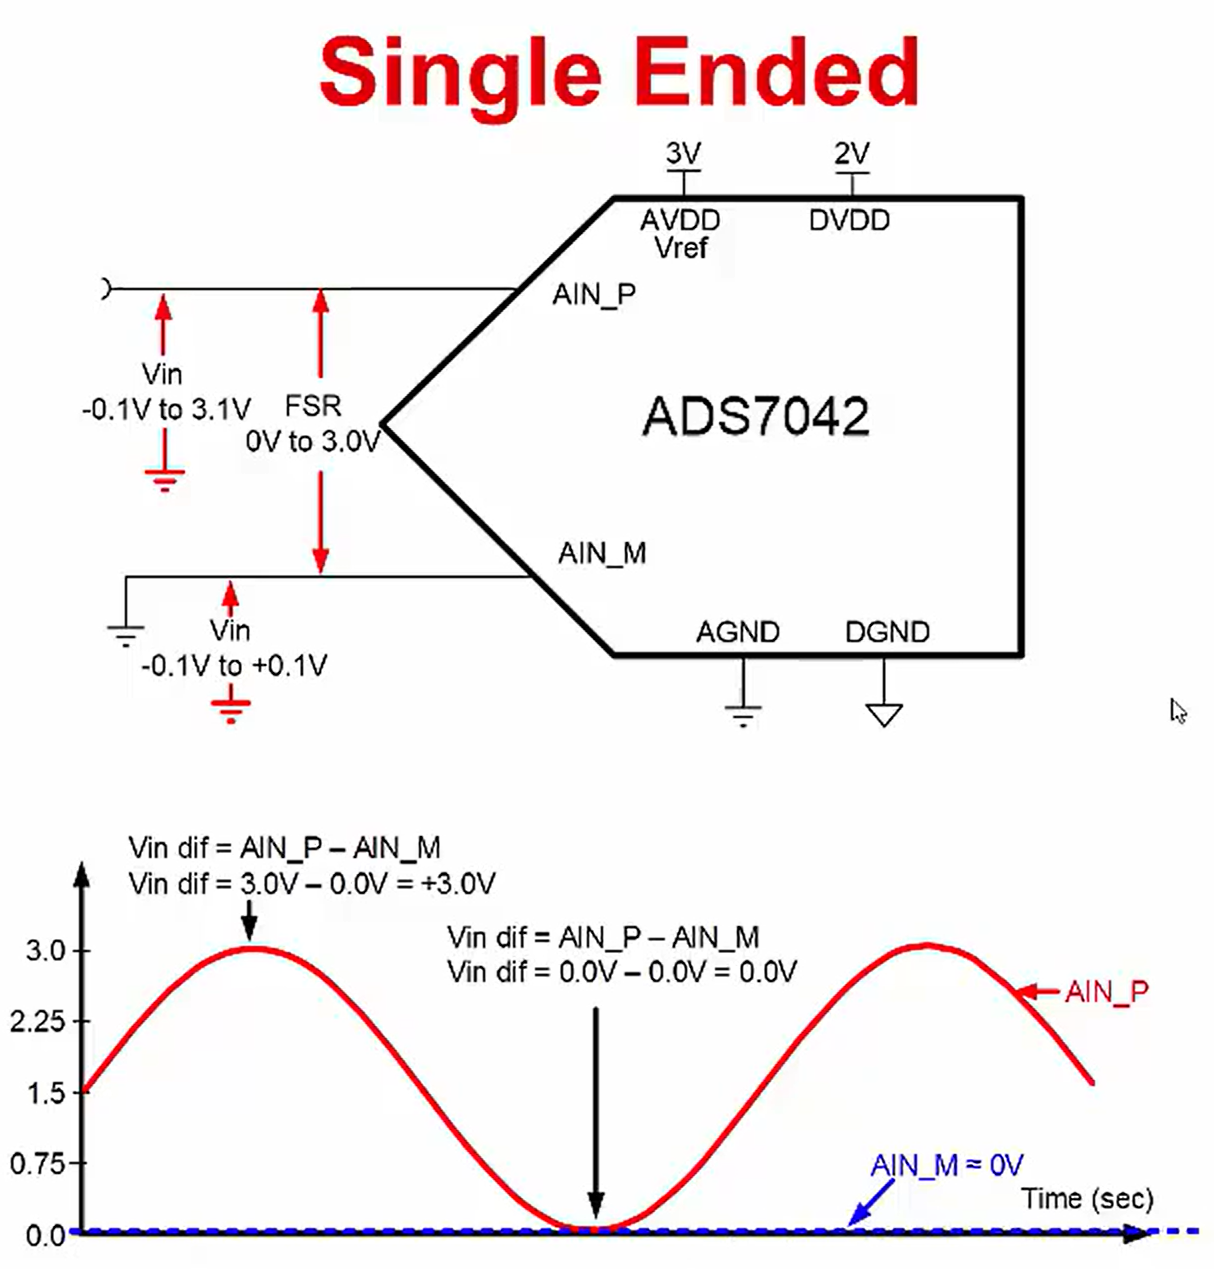 Single Ended
3V
2V
AVDD
Vref
DVDD
AIN_P
Vin
-0.1V to 3.1V
FSR
0V to 3.0V
ADS7042
AIN_M
Vin
-0.1V to +0.1V
AGND
DGND
Vin dif = AIN_P – AIN_M
Vin dif = 3.0V – 0.0V = +3.0V
Vin dif = AIN_P – AIN_M
Vin dif = 0.0V – 0.0V = 0.0V
3.0
2.25
1.5
0.75
0.0
AIN_P
AIN_M ≈ 0V
Time (sec)